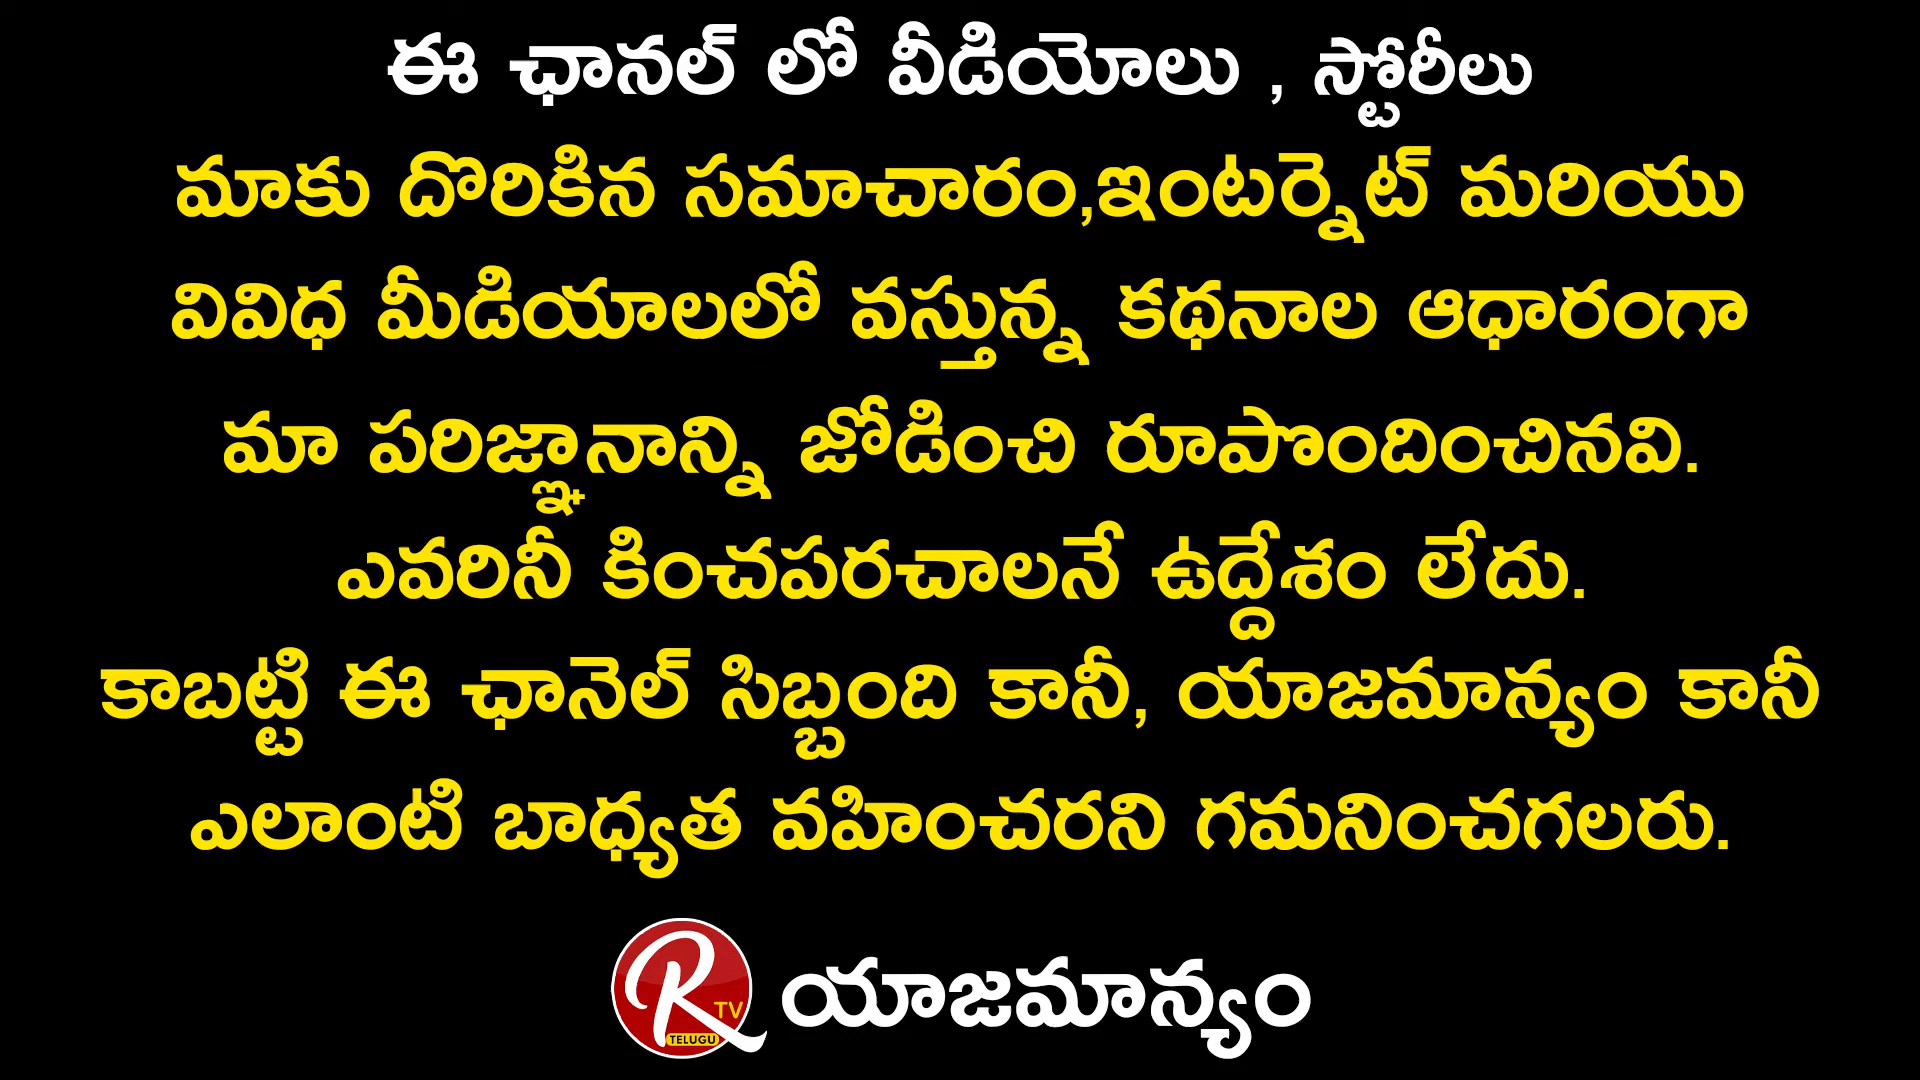 ఈ ఛానల్ లో వీడియోలు , స్టోరీలు
మాకు దొరికిన సమాచారం,ఇంటర్నెట్ మరియు
వివిధ మీడియాలలో వస్తున్న కథనాల ఆధారంగా
మా పరిజ్ఞానాన్ని జోడించి రూపొందించినవి.
ఎవరినీ కించపరచాలనే ఉద్దేశం లేదు.
కాబట్టి ఈ ఛానెల్ సిబ్బంది కానీ, యాజమాన్యం కానీ
ఎలాంటి బాధ్యత వహించరని గమనించగలరు.
R TV TELUGU యాజమాన్యం